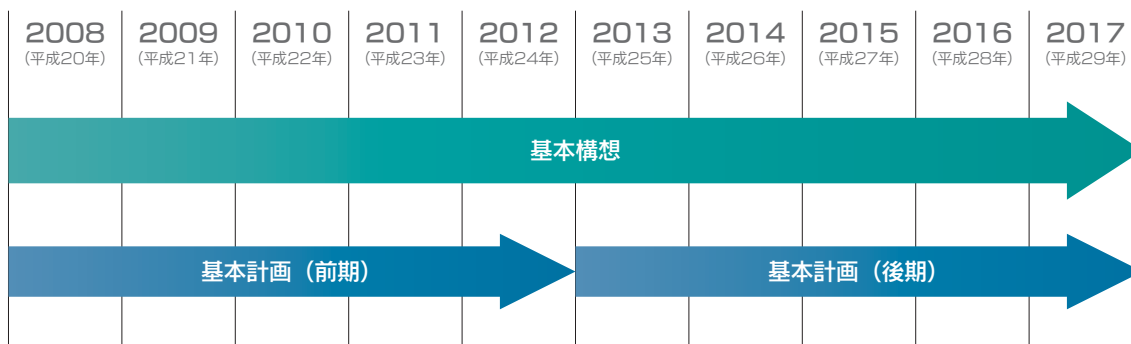 2008 2009 2010 2011 2012 2013 2014 2015 2016 2017
(平成20年) (平成21年) (平成22年) (平成23年) (平成24年) (平成25年) (平成26年) (平成27年) (平成28年) (平成29年)
基本構想
基本計画（前期） 基本計画（後期）